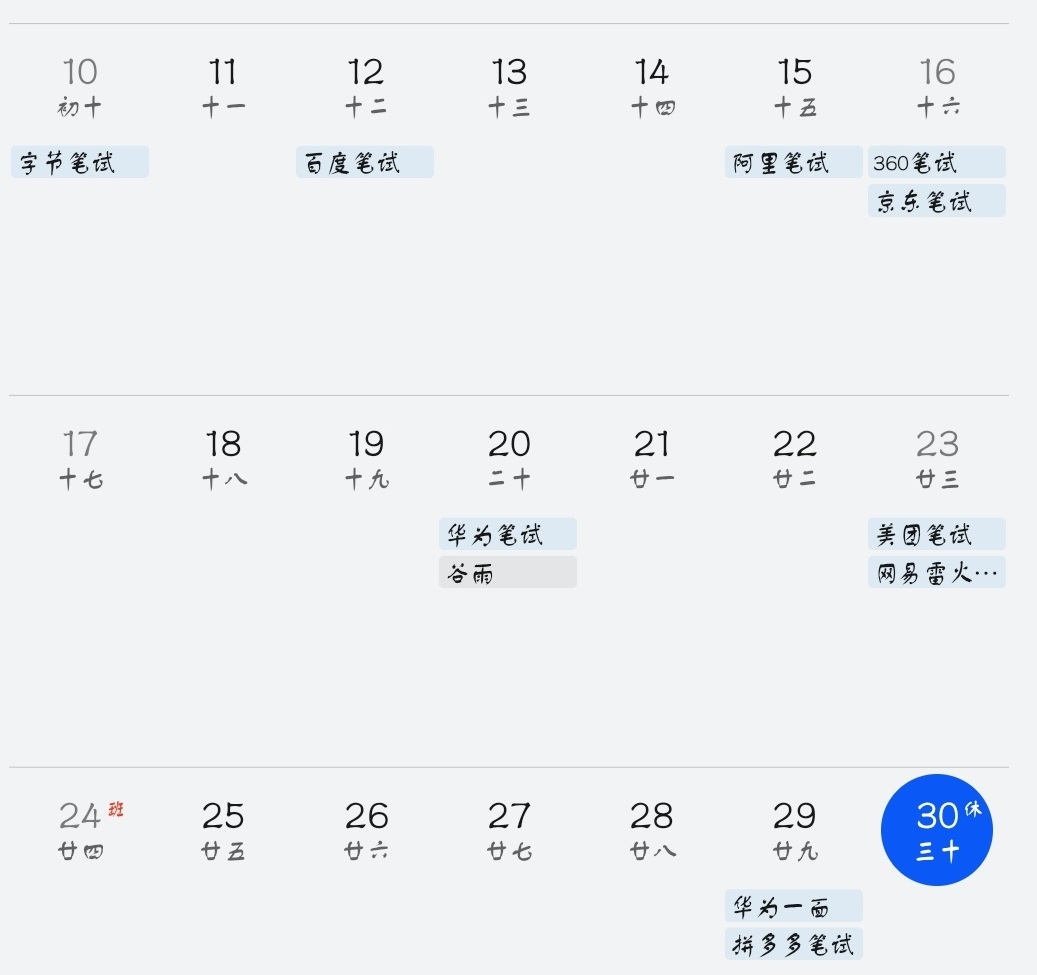 10 11 12 13 14 15 16
初十 十一 十二 十三 十四 十五 十六
字节笔试 百度笔试 阿里笔试 360笔试
京东笔试
17 18 19 20 21 22 23
十七 十八 十九 二十 廿一 廿二 廿三
华为笔试 美团笔试
谷雨 网易雷火…
24 班 25 26 27 28 29 30 休
廿四 廿五 廿六 廿七 廿八 廿九 三十
华为一面
拼多多笔试